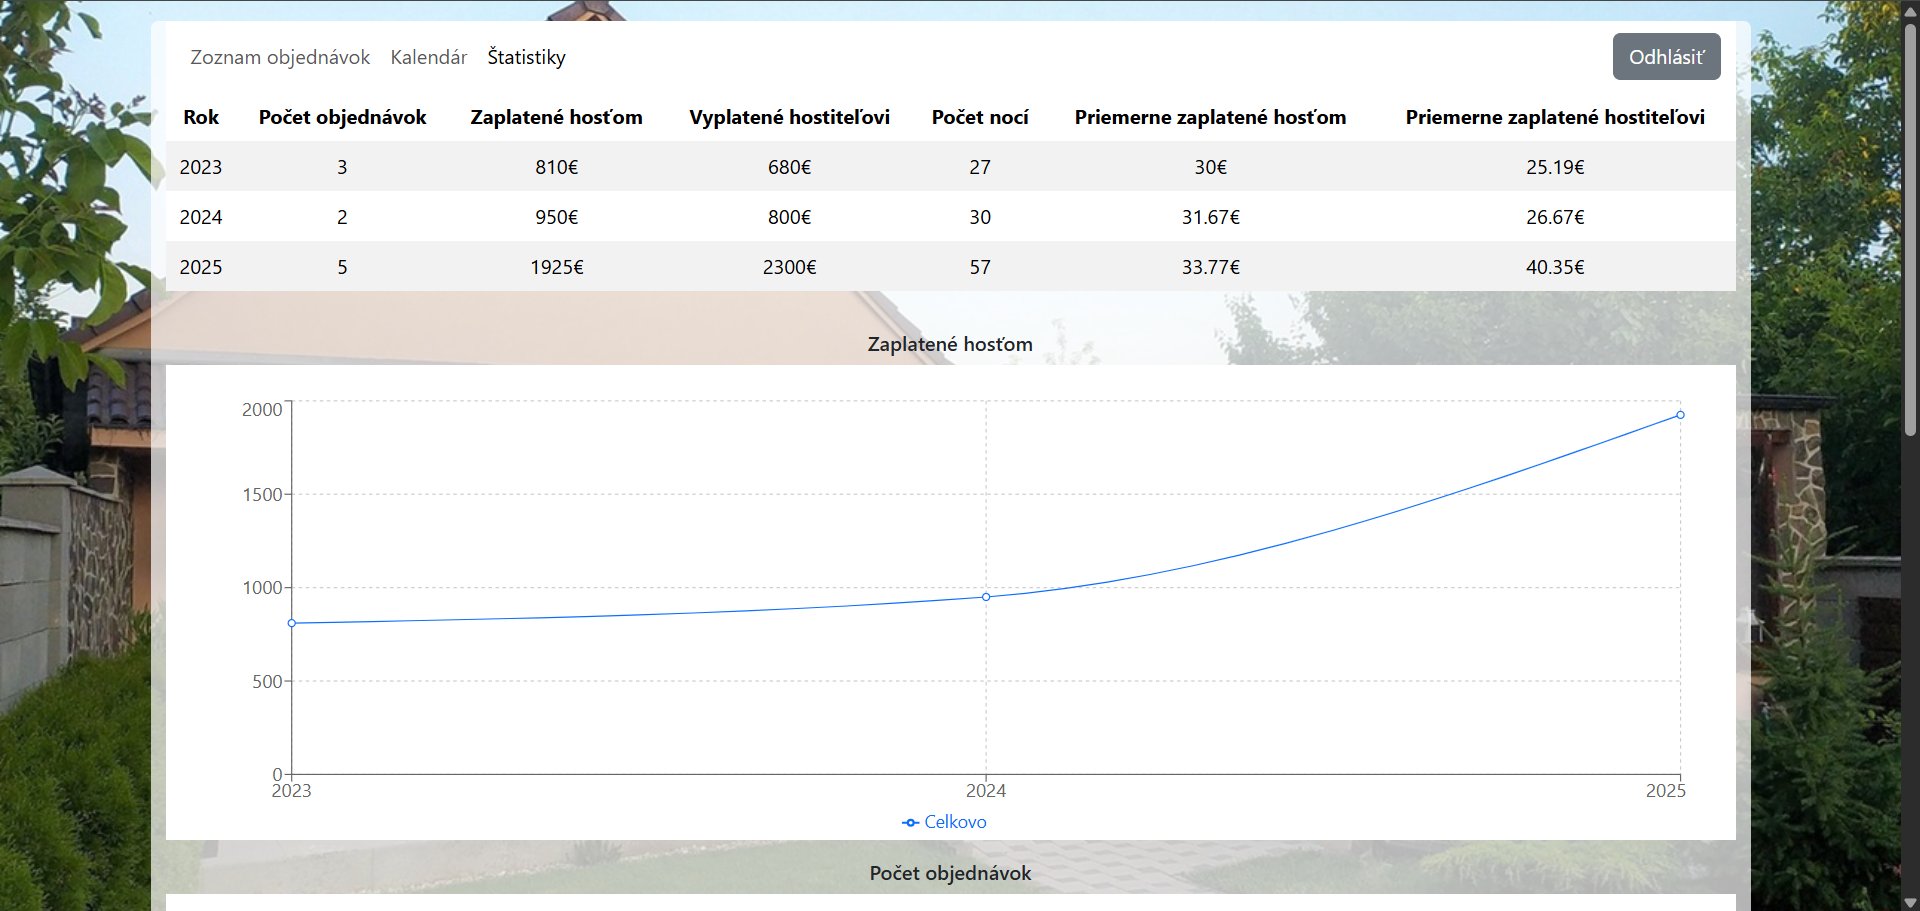 Zoznam objednávok Kalendár Štatistiky Odhlásiť
Rok Počet objednávok Zaplatené hosťom Vyplatené hostiteľovi Počet nocí Priemerne zaplatené hosťom Priemerne zaplatené hostiteľovi
2023 3 810€ 680€ 27 30€ 25.19€
2024 2 950€ 800€ 30 31.67€ 26.67€
2025 5 1925€ 2300€ 57 33.77€ 40.35€
Zaplatené hosťom
2000
1500
1000
500
0
2023 2024 2025
Celkovo
Počet objednávok